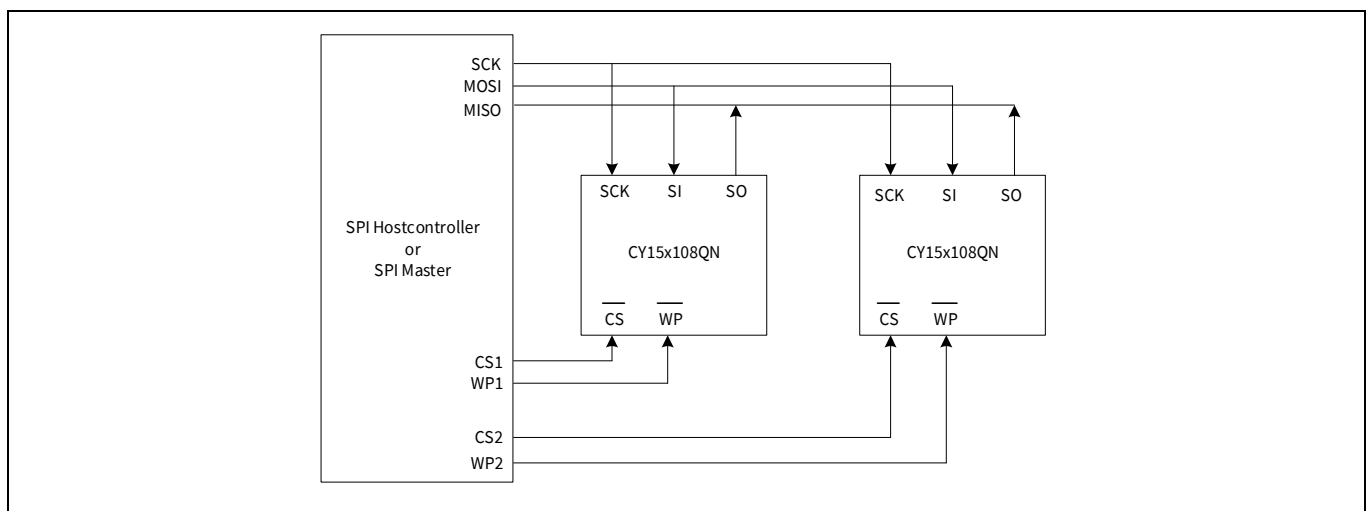 SCK
MOSI
MISO
SCK SI SO
SCK SI SO
SPI Hostcontroller
or
SPI Master
CY15x108QN
CY15x108QN
CS WP
CS WP
CS1
WP1
CS2
WP2